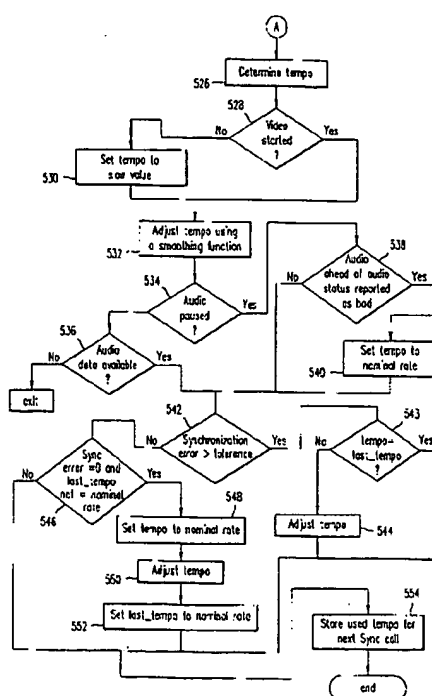 A
Determine tempo
526
528
Video
started
?
No
Yes
Set tempo to
slow value
530
Adjust tempo using
a smoothing function
532
534
Audio
paused
?
Yes
538
Audio
ahead of audio
status reported
as bad
No
Yes
536
Audio
data available
?
No
Yes
exit
Set tempo to
nominal rate
540
542
Synchronization
error > tolerance
No
Yes
543
tempo=
last_tempo
?
No
Yes
Sync
error =0 and
last_tempo
not = nominal
rate
No
Yes
546
548
Set tempo to nominal rate
Adjust tempo
544
Adjust tempo
550
Set last_tempo to nominal rate
552
554
Store used tempo for
next Sync call
end